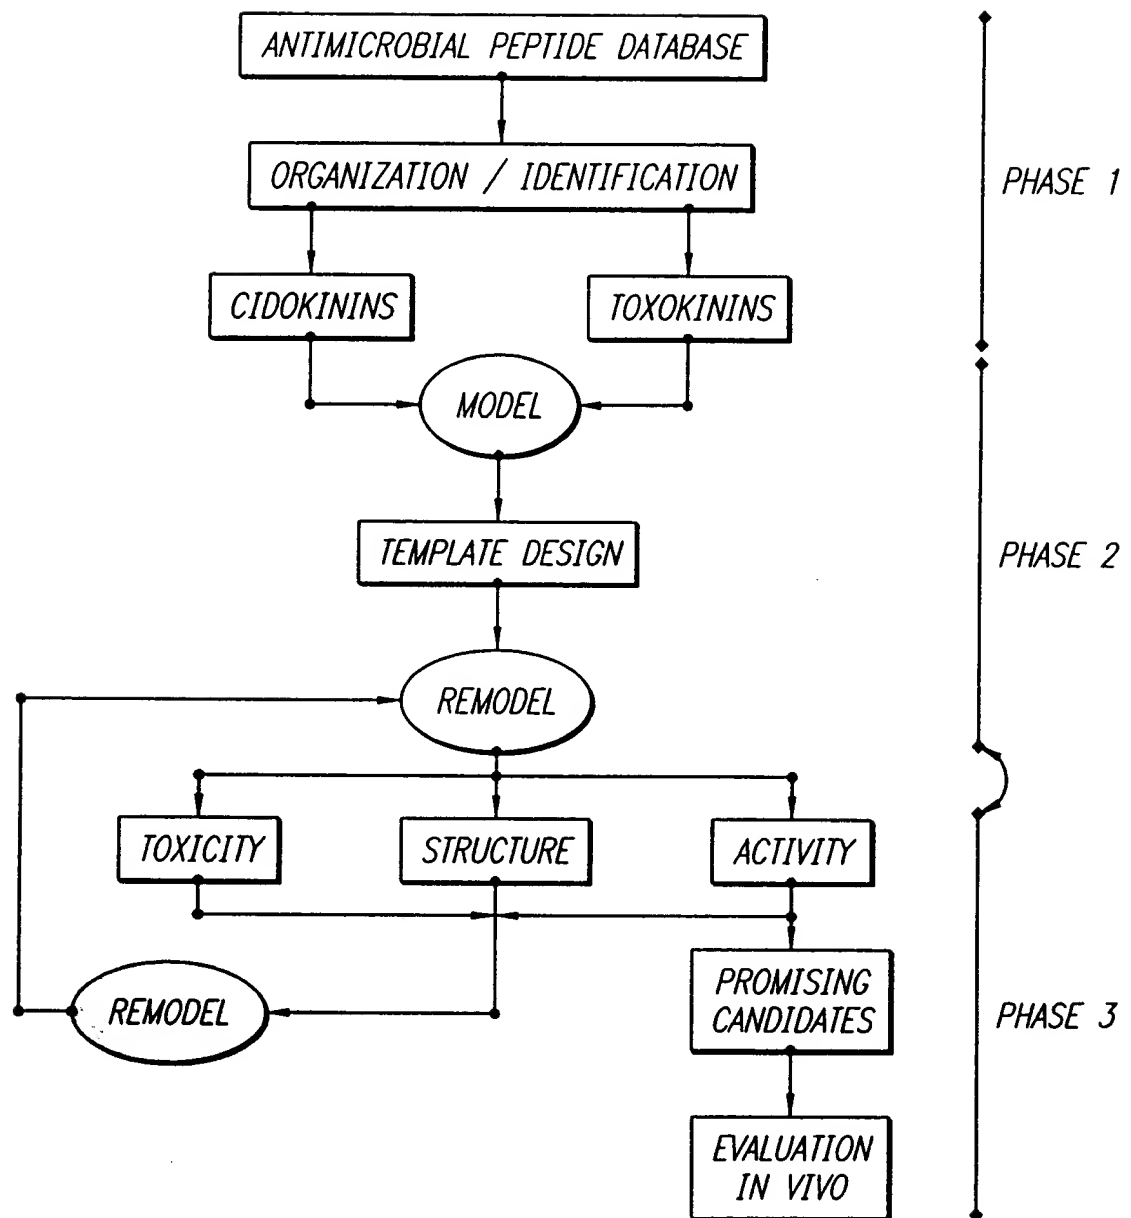 ANTIMICROBIAL PEPTIDE DATABASE
ORGANIZATION / IDENTIFICATION
PHASE 1
CIDOKININS
TOXOKININS
MODEL
TEMPLATE DESIGN
PHASE 2
REMODEL
TOXICITY
STRUCTURE
ACTIVITY
REMODEL
PROMISING
CANDIDATES
PHASE 3
EVALUATION
IN VIVO